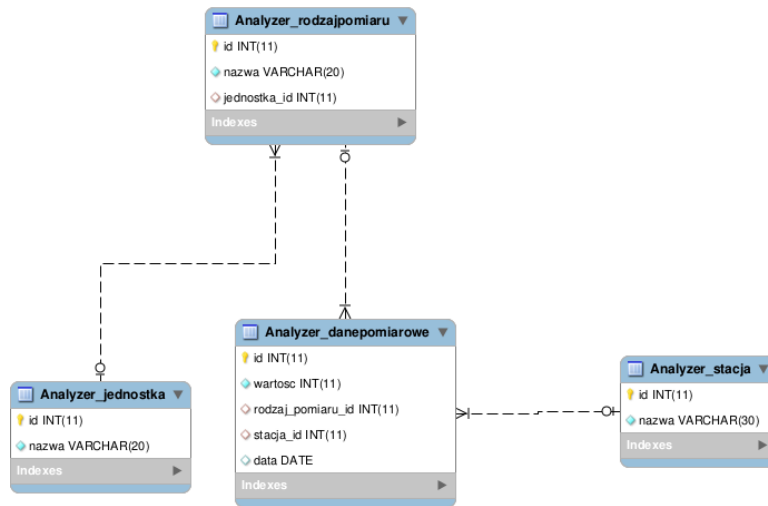 Analyzer_rodzajpomiaru
id INT(11)
nazwa VARCHAR(20)
jednostka_id INT(11)
Indexes
Analyzer_danepomiarowe
id INT(11)
wartosc INT(11)
rodzaj_pomiaru_id INT(11)
stacja_id INT(11)
data DATE
Indexes
Analyzer_stacja
id INT(11)
nazwa VARCHAR(30)
Indexes
Analyzer_jednostka
id INT(11)
nazwa VARCHAR(20)
Indexes